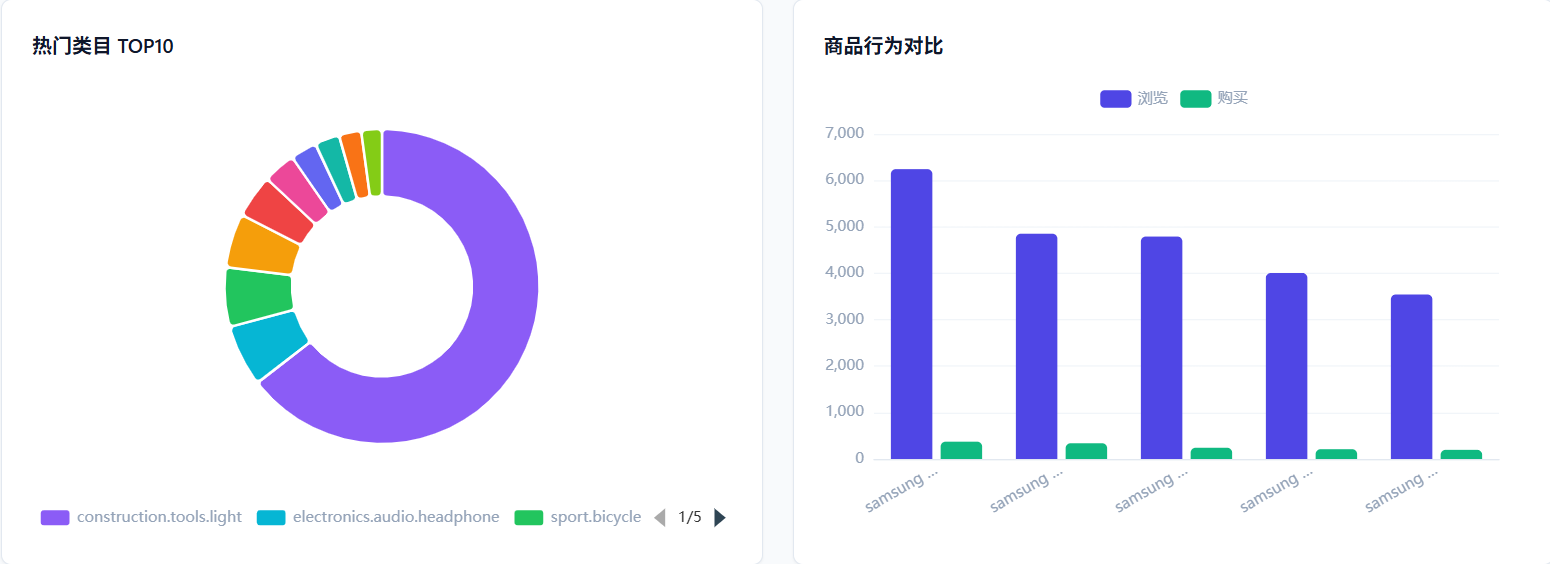 热门类目 TOP10
construction.tools.light electronics.audio.headphone sport.bicycle 1/5
商品行为对比
浏览 购买
7,000
6,000
5,000
4,000
3,000
2,000
1,000
0
samsung ... samsung ... samsung ... samsung ... samsung ...